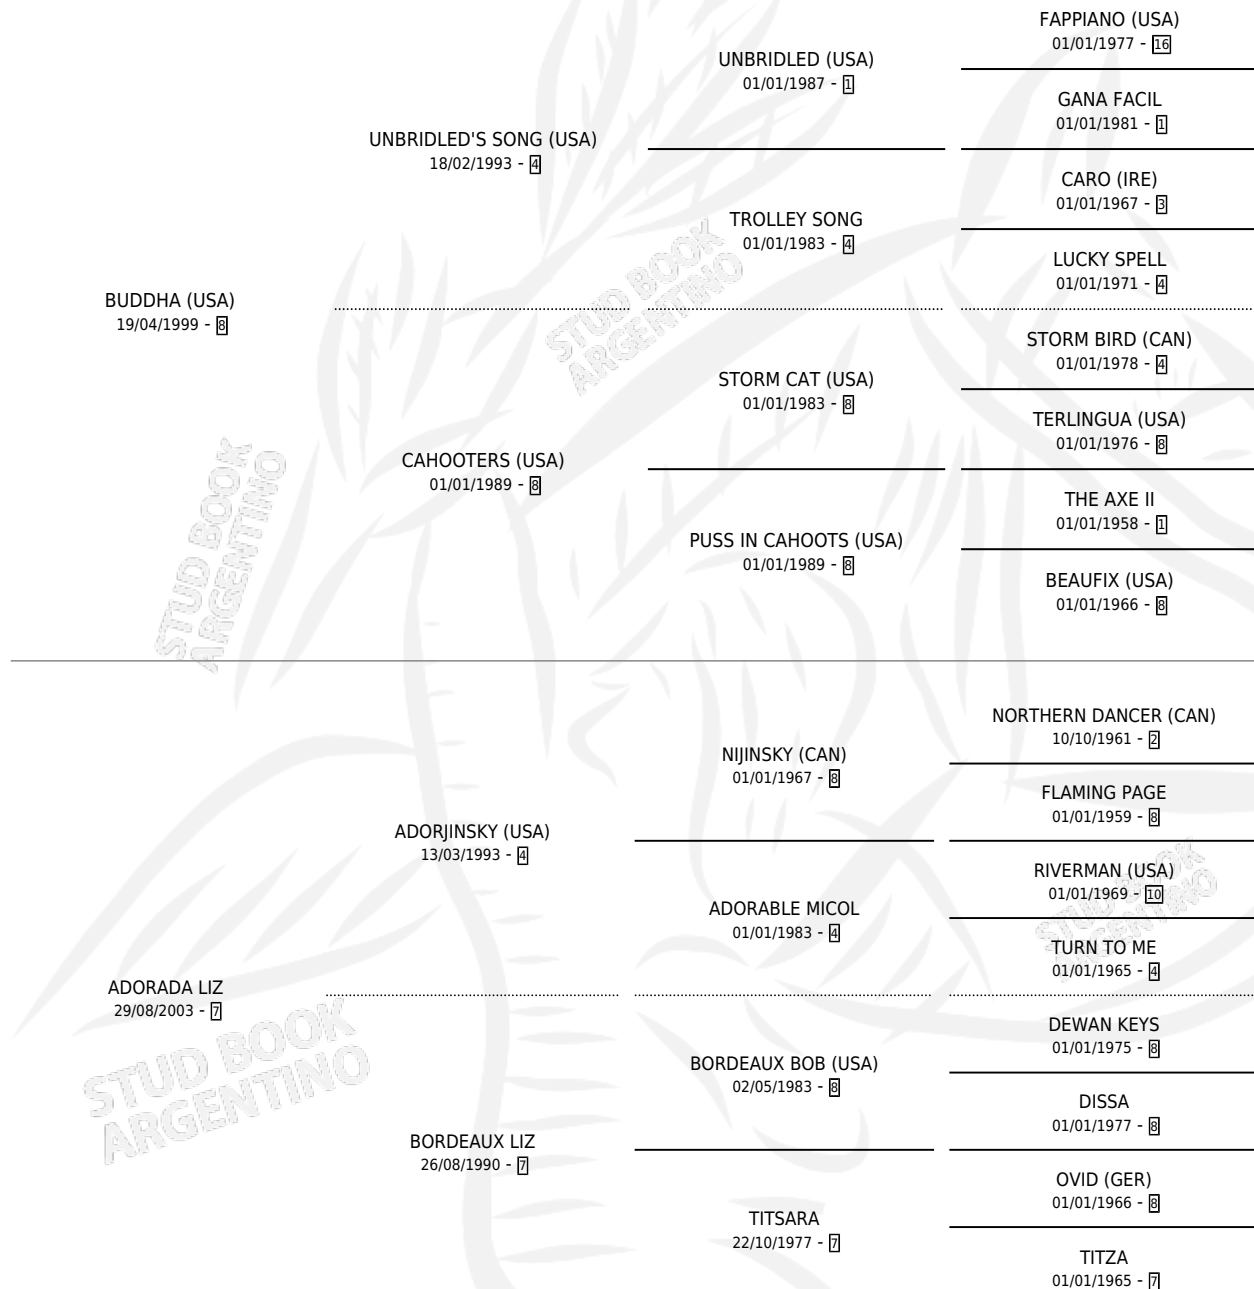 FAPPIANO (USA)
01/01/1977 - 16
UNBRIDLED (USA)
01/01/1987 - 1
GANA FACIL
01/01/1981 - 1
UNBRIDLED'S SONG (USA)
18/02/1993 - 4
CARO (IRE)
01/01/1967 - 3
TROLLEY SONG
01/01/1983 - 4
LUCKY SPELL
01/01/1971 - 4
BUDDHA (USA)
19/04/1999 - 8
STORM BIRD (CAN)
01/01/1978 - 4
STORM CAT (USA)
01/01/1983 - 8
TERLINGUA (USA)
01/01/1976 - 8
CAHOOTERS (USA)
01/01/1989 - 8
THE AXE II
01/01/1958 - 1
PUSS IN CAHOOTS (USA)
01/01/1989 - 8
BEAUFIX (USA)
01/01/1966 - 8
NORTHERN DANCER (CAN)
10/10/1961 - 2
NIJINSKY (CAN)
01/01/1967 - 8
FLAMING PAGE
01/01/1959 - 8
ADORJINSKY (USA)
13/03/1993 - 4
RIVERMAN (USA)
01/01/1969 - 10
ADORABLE MICOL
01/01/1983 - 4
TURN TO ME
01/01/1965 - 4
ADORADA LIZ
29/08/2003 - 7
DEWAN KEYS
01/01/1975 - 8
BORDEAUX BOB (USA)
02/05/1983 - 8
DISSA
01/01/1977 - 8
BORDEAUX LIZ
26/08/1990 - 7
OVID (GER)
01/01/1966 - 8
TITSARA
22/10/1977 - 7
TITZA
01/01/1965 - 7
STUD BOOK
ARGENTINO
STUD BOOK
ARGENTINO
STUD BOOK
ARGENTINO
STUD BOOK
ARGENTINO